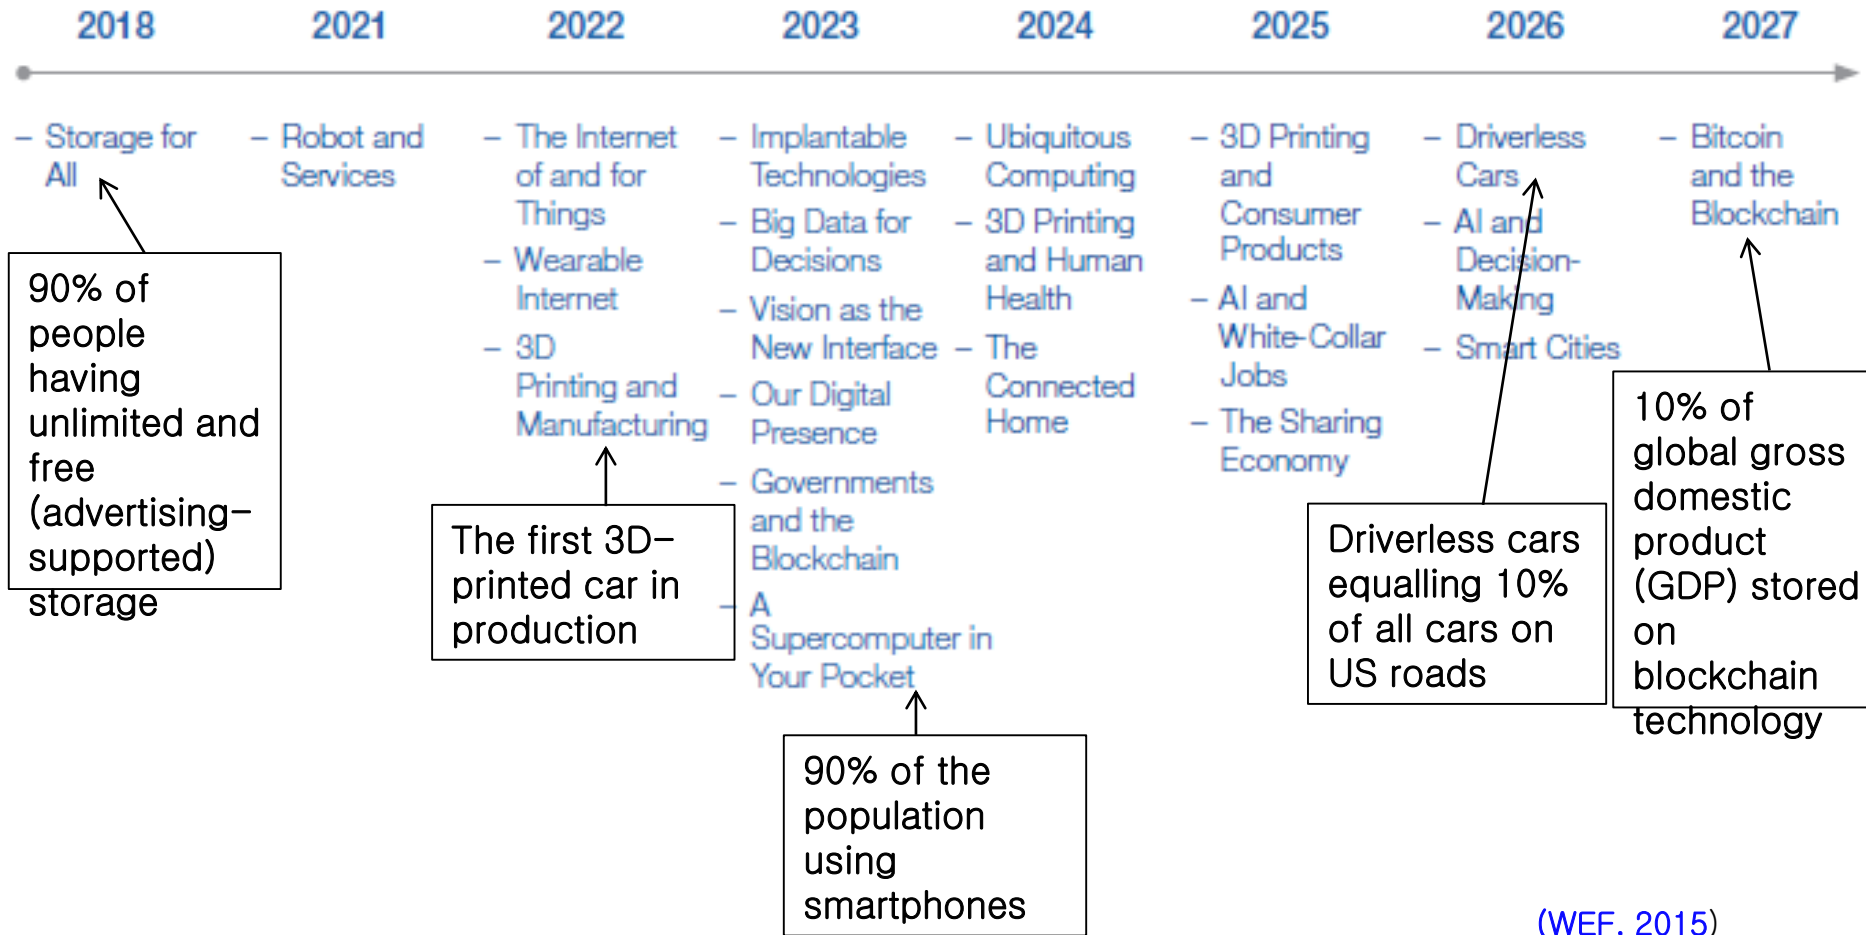 2018
2021
2022
2023
2024
2025
2026
2027
– Storage for
All
– Robot and
Services
– The Internet
of and for
Things
– Wearable
Internet
– 3D
Printing and
Manufacturing
– Implantable
Technologies
– Big Data for
Decisions
– Vision as the
New Interface
– Our Digital
Presence
– Governments
and the
Blockchain
– A
Supercomputer in
Your Pocket
– Ubiquitous
Computing
– 3D Printing
and Human
Health
– The
Connected
Home
– 3D Printing
and
Consumer
Products
– AI and
White-Collar
Jobs
– The Sharing
Economy
– Driverless
Cars
– AI and
Decision-
Making
– Smart Cities
– Bitcoin
and the
Blockchain
90% of
people
having
unlimited and
free
(advertising-
supported)
storage
The first 3D-
printed car in
production
90% of the
population
using
smartphones
Driverless cars
equalling 10%
of all cars on
US roads
10% of
global gross
domestic
product
(GDP) stored
on
blockchain
technology
(WEF, 2015)